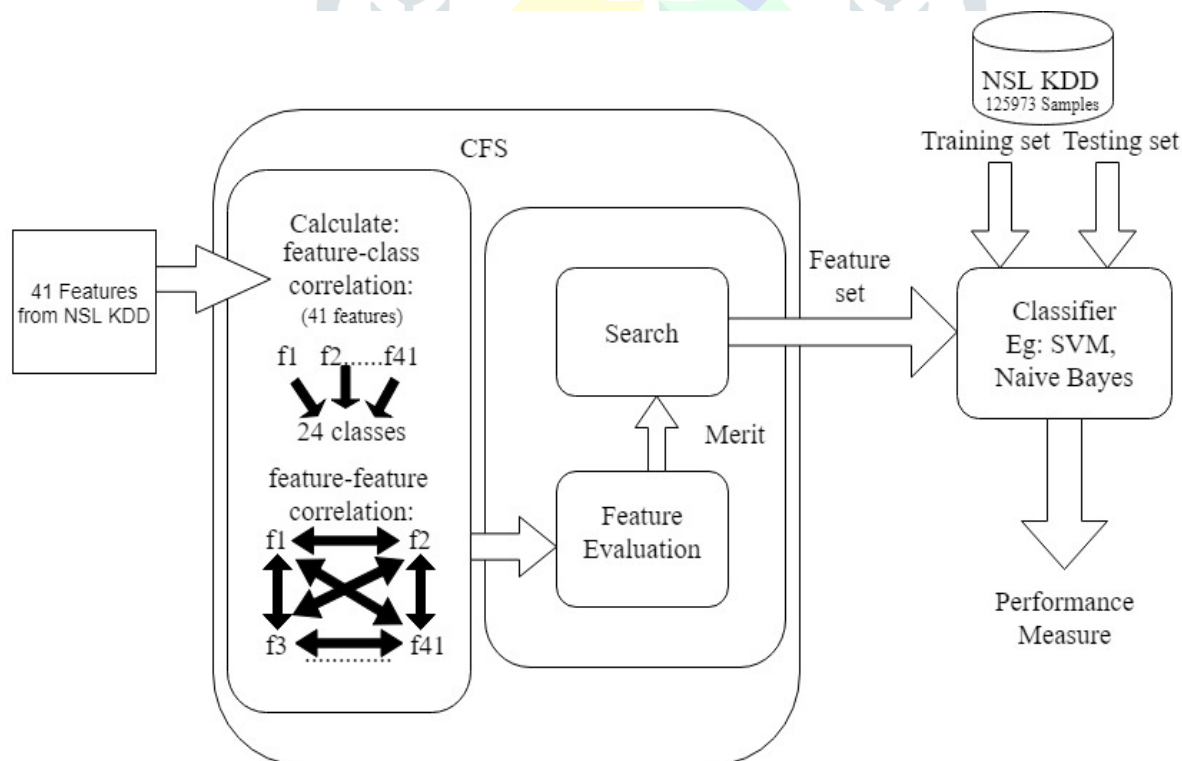 NSL KDD
125973 Samples
Training set Testing set
CFS
41 Features
from NSL KDD
Calculate:
feature-class
correlation:
(41 features)
f1 f2......f41
24 classes
feature-feature
correlation:
f1 f2
f3 f41
.............
Search
Merit
Feature
Evaluation
Feature
set
Classifier
Eg: SVM,
Naive Bayes
Performance
Measure